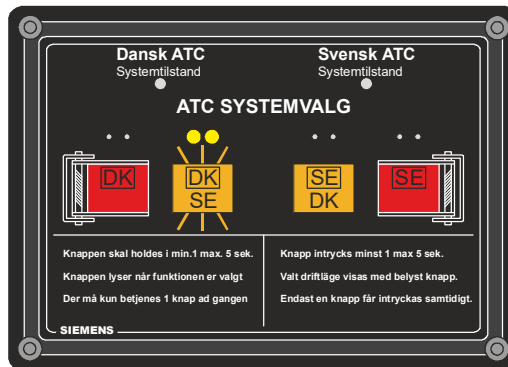 Dansk ATC
Systemtilstand
Svensk ATC
Systemtilstand
ATC SYSTEMVALG
DK
DK
SE
SE
DK
SE
Knappen skal holdes i min.1 max. 5 sek.
Knappen lyser når funktionen er valgt
Der må kun betjenes 1 knap ad gangen
Knapp intrycks minst 1 max 5 sek.
Valt driftläge visas med belyst knapp.
Endast en knapp får intryckas samtidigt.
SIEMENS